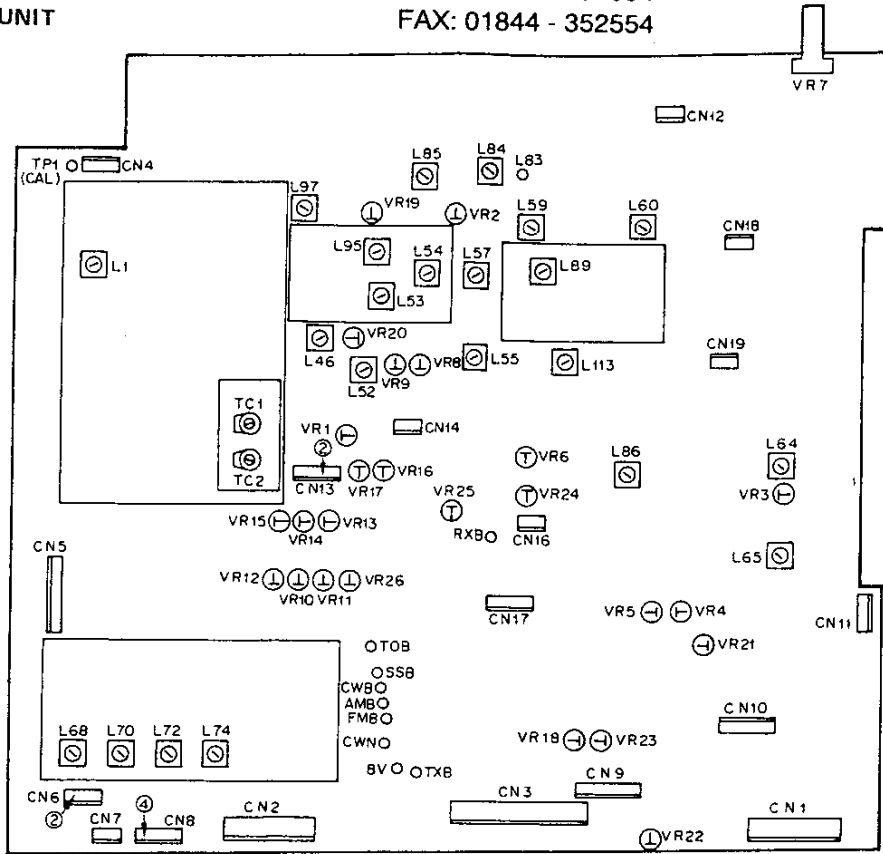 UNIT
FAX: 01844 - 352554
VR7
CN12
TP1
(CAL)
CN4
L85
L84
L83
L97
VR19
VR2
L59
L60
CN18
L1
L95
L54
L57
L89
L53
VR20
L46
L52
VR9
VR8
L55
L113
CN19
TC1
TC2
VR1
②
CN13
CN14
VR17
VR16
VR6
L86
L64
VR3
VR25
VR24
VR15
VR14
VR13
RXB
CN16
L65
CN5
VR12
VR10
VR11
VR26
CN17
VR5
VR4
CN11
VR21
TOB
SSB
CWB
AMB
FMB
CWN
8V
TXB
L68
L70
L72
L74
CN10
VR18
VR23
CN6
②
CN7
④
CN8
CN2
CN3
CN9
CN1
VR22